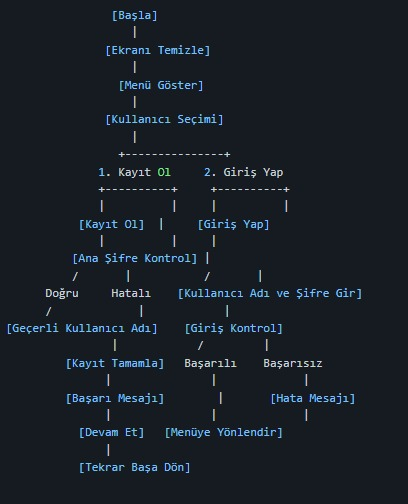 [Başla]
|
[Ekranı Temizle]
|
[Menü Göster]
|
[Kullanıcı Seçimi]
|
+---------------+
1. Kayıt Ol     2. Giriş Yap
+----------+     +----------+
|          |     |          |
[Kayıt Ol]  |     [Giriş Yap]
|          |     |
[Ana Şifre Kontrol] |
/       |           /       |
Doğru     Hatalı    [Kullanıcı Adı ve Şifre Gir]
/             |            |
[Geçerli Kullanıcı Adı]    [Giriş Kontrol]
|            /         |
[Kayıt Tamamla]   Başarılı    Başarısız
|               |             |
[Başarı Mesajı]        |       [Hata Mesajı]
|               |             |
[Devam Et]   [Menüye Yönlendir]
|
[Tekrar Başa Dön]